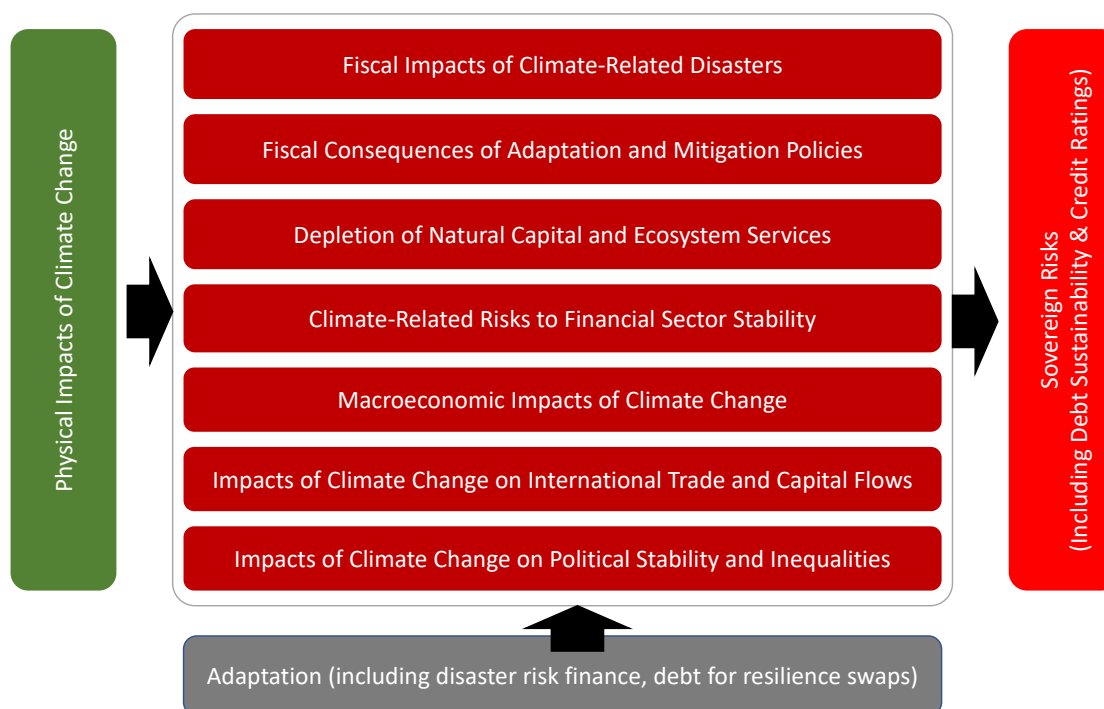 Physical Impacts of Climate Change
Fiscal Impacts of Climate-Related Disasters
Fiscal Consequences of Adaptation and Mitigation Policies
Depletion of Natural Capital and Ecosystem Services
Climate-Related Risks to Financial Sector Stability
Macroeconomic Impacts of Climate Change
Impacts of Climate Change on International Trade and Capital Flows
Impacts of Climate Change on Political Stability and Inequalities
Sovereign Risks
(Including Debt Sustainability & Credit Ratings)
Adaptation (including disaster risk finance, debt for resilience swaps)